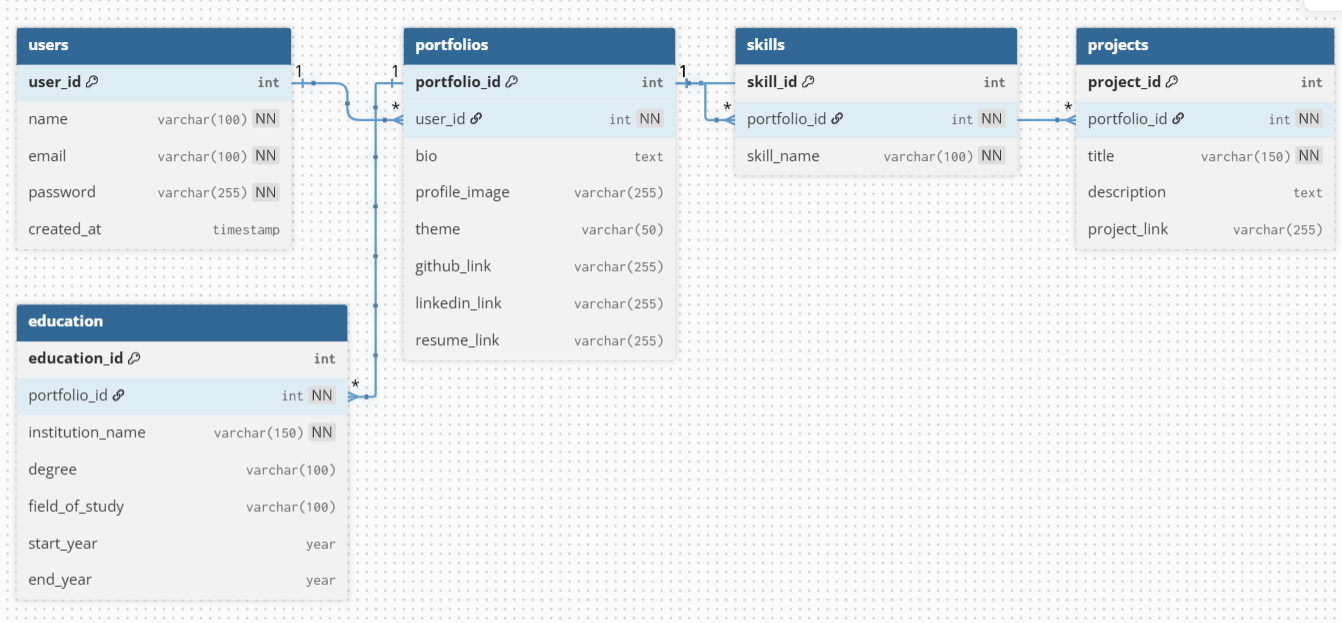 users
user_id int
name varchar(100) NN
email varchar(100) NN
password varchar(255) NN
created_at timestamp
1
1
*
portfolios
portfolio_id int
user_id int NN
bio text
profile_image varchar(255)
theme varchar(50)
github_link varchar(255)
linkedin_link varchar(255)
resume_link varchar(255)
1
*
skills
skill_id int
portfolio_id int NN
skill_name varchar(100) NN
*
projects
project_id int
portfolio_id int NN
title varchar(150) NN
description text
project_link varchar(255)
education
education_id int
portfolio_id int NN
institution_name varchar(150) NN
degree varchar(100)
field_of_study varchar(100)
start_year year
end_year year
*